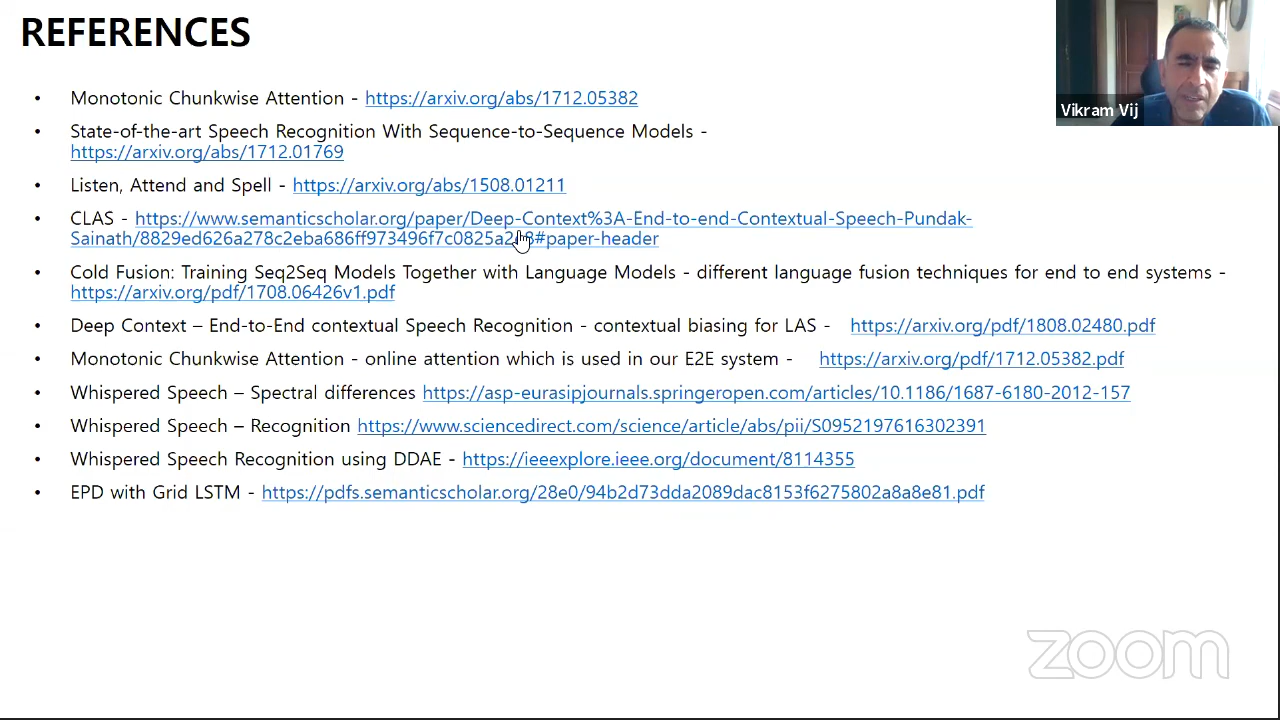 REFERENCES
Vikram Vij
• Monotonic Chunkwise Attention - https://arxiv.org/abs/1712.05382
• State-of-the-art Speech Recognition With Sequence-to-Sequence Models -
https://arxiv.org/abs/1712.01769
• Listen, Attend and Spell - https://arxiv.org/abs/1508.01211
• CLAS - https://www.semanticscholar.org/paper/Deep-Context%3A-End-to-end-Contextual-Speech-Pundak-
#paper-header
• Cold Fusion: Training Seq2Seq Models Together with Language Models - different language fusion techniques for end to end systems -
https://arxiv.org/pdf/1708.06426v1.pdf
• Deep Context – End-to-End contextual Speech Recognition - contextual biasing for LAS - https://arxiv.org/pdf/1808.02480.pdf
• Monotonic Chunkwise Attention - online attention which is used in our E2E system - https://arxiv.org/pdf/1712.05382.pdf
• Whispered Speech – Spectral differences https://asp-eurasipjournals.springeropen.com/articles/10.1186/1687-6180-2012-157
• Whispered Speech – Recognition https://www.sciencedirect.com/science/article/abs/pii/S0952197616302391
• Whispered Speech Recognition using DDAE - https://ieeexplore.ieee.org/document/8114355
• EPD with Grid LSTM - https://pdfs.semanticscholar.org/28e0/94b2d73dda2089dac8153f6275802a8a8e81.pdf
zoom